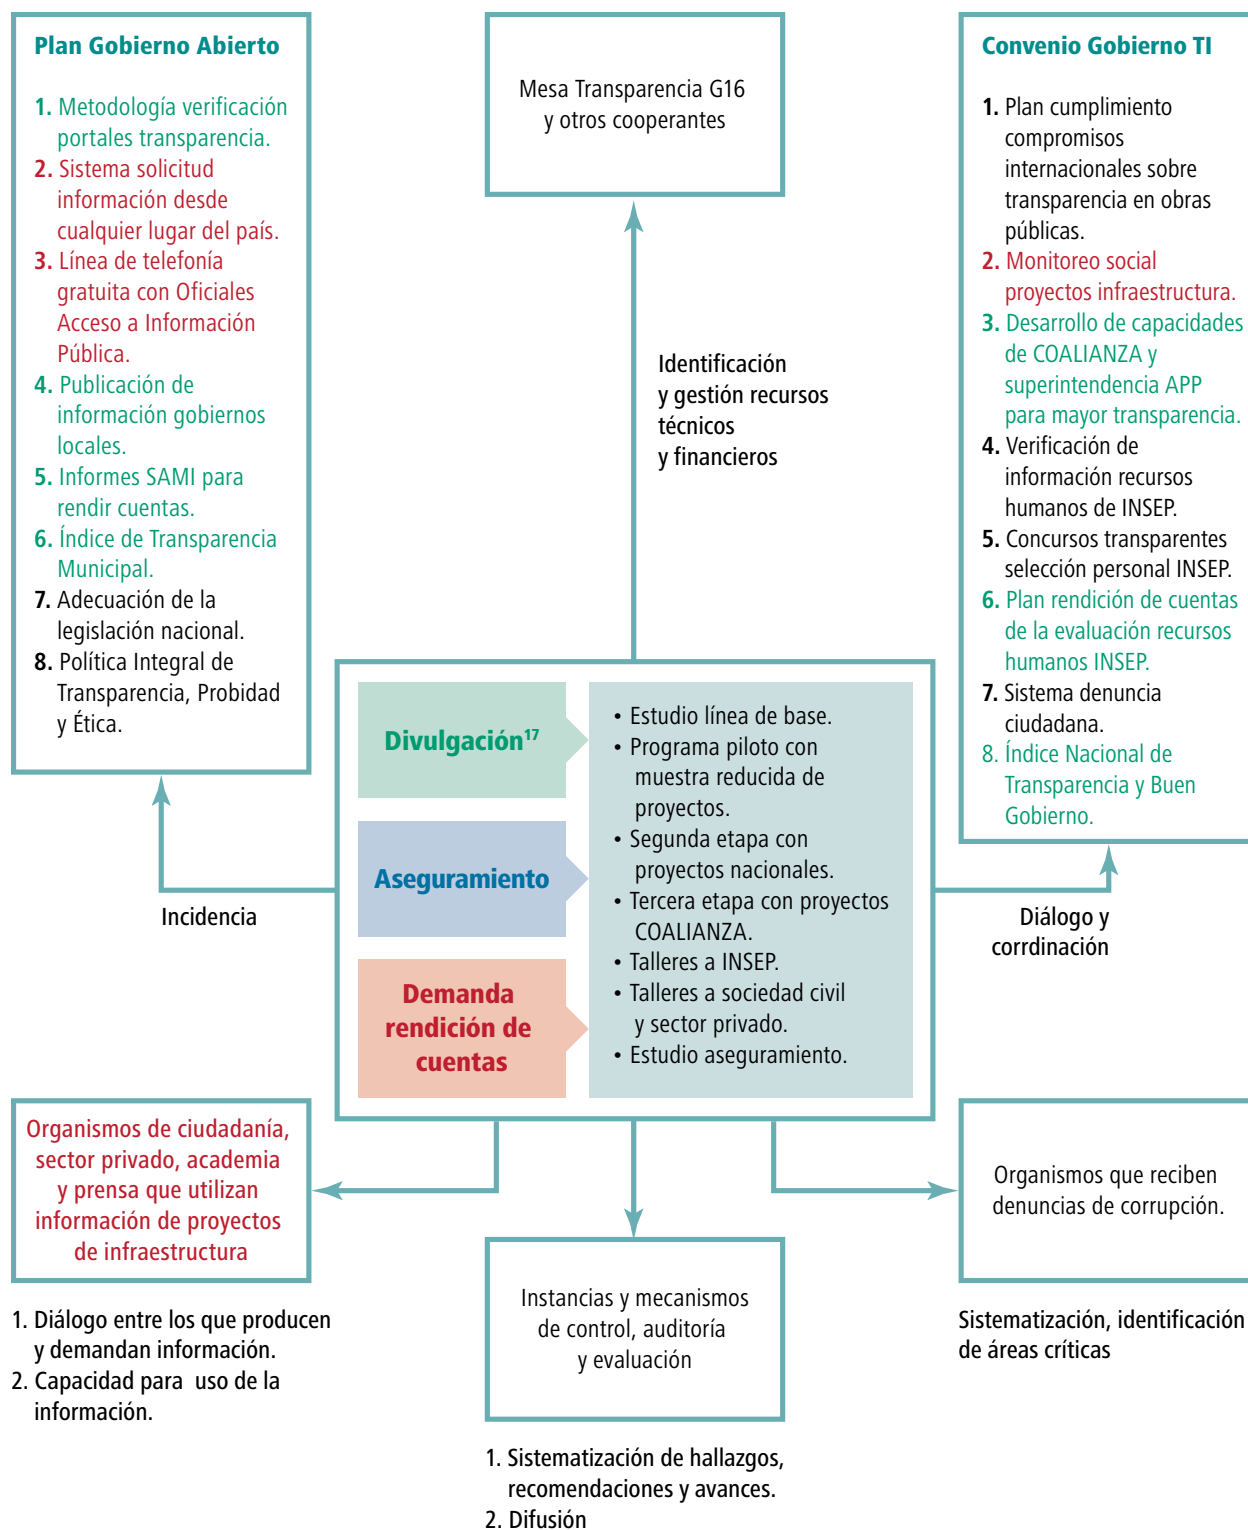 Plan Gobierno Abierto
1. Metodología verificación
portales transparencia.
2. Sistema solicitud
información desde
cualquier lugar del país.
3. Línea de telefonía
gratuita con Oficiales
Acceso a Información
Pública.
4. Publicación de
información gobiernos
locales.
5. Informes SAMI para
rendir cuentas.
6. Índice de Transparencia
Municipal.
7. Adecuación de la
legislación nacional.
8. Política Integral de
Transparencia, Probidad
y Ética.
Mesa Transparencia G16
y otros cooperantes
Convenio Gobierno TI
1. Plan cumplimiento
compromisos
internacionales sobre
transparencia en obras
públicas.
2. Monitoreo social
proyectos infraestructura.
3. Desarrollo de capacidades
de COALIANZA y
superintendencia APP
para mayor transparencia.
4. Verificación de
información recursos
humanos de INSEP.
5. Concursos transparentes
selección personal INSEP.
6. Plan rendición de cuentas
de la evaluación recursos
humanos INSEP.
7. Sistema denuncia
ciudadana.
8. Índice Nacional de
Transparencia y Buen
Gobierno.
Identificación
y gestión recursos
técnicos
y financieros
Incidencia
Divulgación17
Aseguramiento
Demanda
rendición de
cuentas
• Estudio línea de base.
• Programa piloto con
muestra reducida de
proyectos.
• Segunda etapa con
proyectos nacionales.
• Tercera etapa con proyectos
COALIANZA.
• Talleres a INSEP.
• Talleres a sociedad civil
y sector privado.
• Estudio aseguramiento.
Diálogo y
corrdinación
Organismos de ciudadanía,
sector privado, academia
y prensa que utilizan
información de proyectos
de infraestructura
1. Diálogo entre los que producen
y demandan información.
2. Capacidad para uso de la
información.
Instancias y mecanismos
de control, auditoría
y evaluación
1. Sistematización de hallazgos,
recomendaciones y avances.
2. Difusión
Organismos que reciben
denuncias de corrupción.
Sistematización, identificación
de áreas críticas